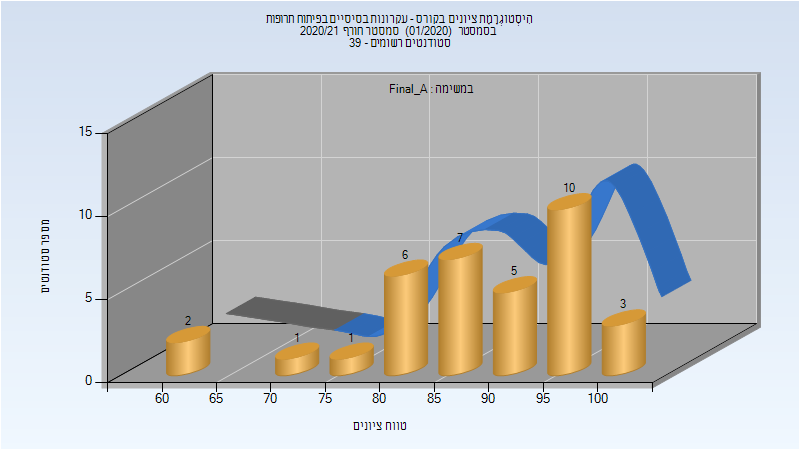 הִיסְטוֹגְרַמַת ציונים בקורס - עקרונות בסיסיים בפיתוח תרופות
בסמסטר (01/2020) סמסטר חורף 2020/21
סטודנטים רשומים - 39
במשימה : Final_A
מספר סטודנטים
15
10
5
0
2
1
1
6
7
5
10
3
60 65 70 75 80 85 90 95 100
טווח ציונים